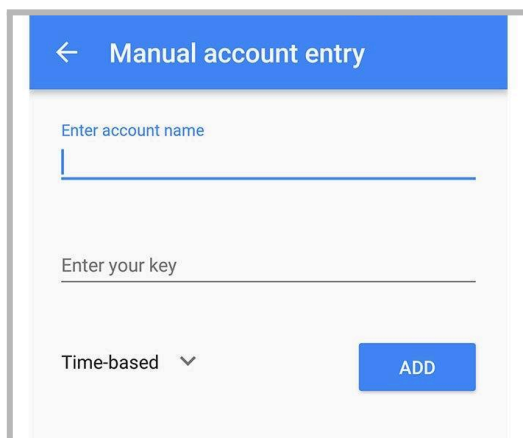 Manual account entry
Enter account name
Enter your key
Time-based
ADD